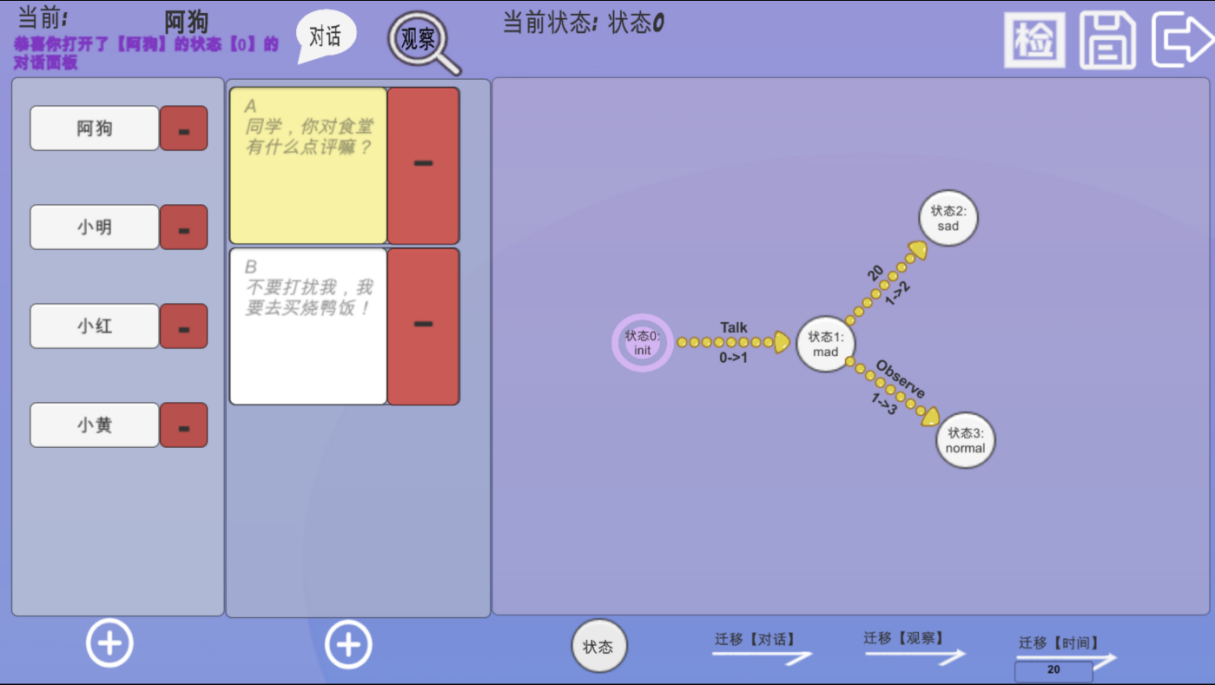 当前:
阿狗
恭喜你打开了【阿狗】的状态【0】的
对话面板
对话
观察
当前状态: 状态0
检
阿狗
-
小明
-
小红
-
小黄
-
A
同学，你对食堂
有什么点评嘛？
-
B
不要打扰我，我
要去买烧鸭饭！
-
状态0:
init
Talk
0->1
状态1:
mad
20
1->2
状态2:
sad
Observe
1->3
状态3:
normal
状态
迁移【对话】
迁移【观察】
迁移【时间】
20